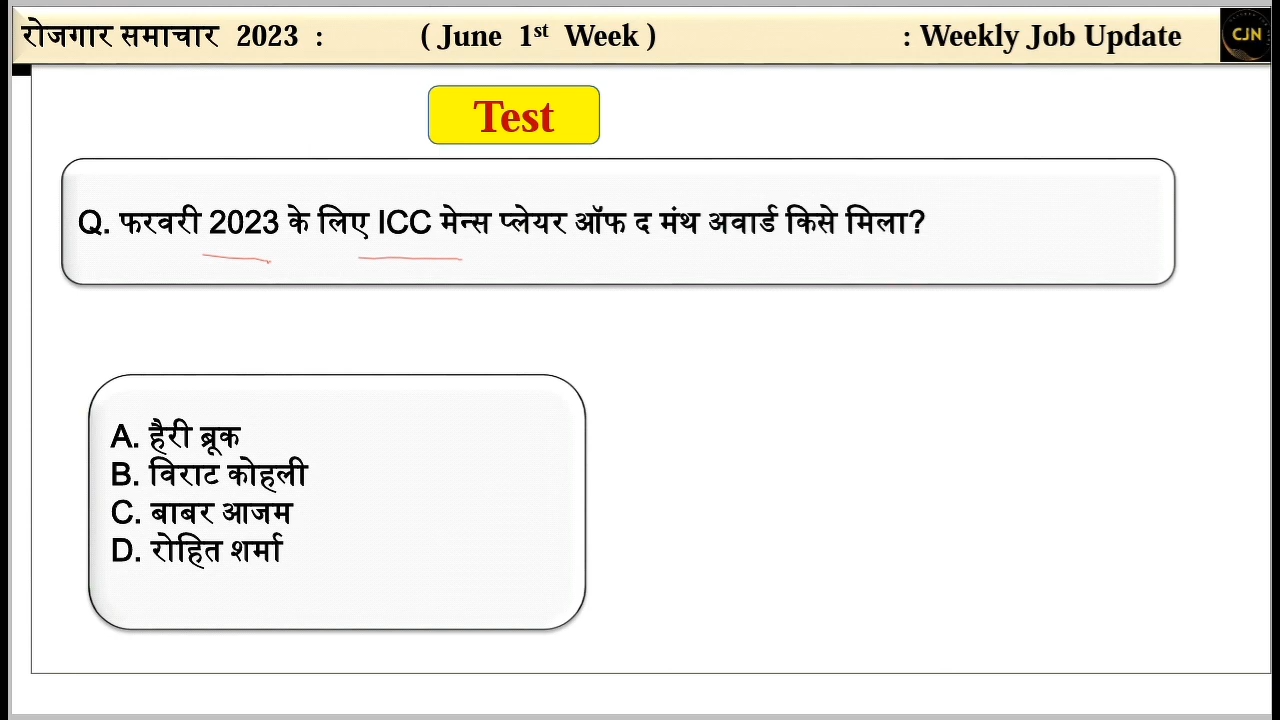 रोजगार समाचार 2023 : ( June 1st Week ) : Weekly Job Update
CJN
Test
Q. फरवरी 2023 के लिए ICC मेन्स प्लेयर ऑफ द मंथ अवार्ड किसे मिला?
A. हैरी ब्रूक
B. विराट कोहली
C. बाबर आजम
D. रोहित शर्मा